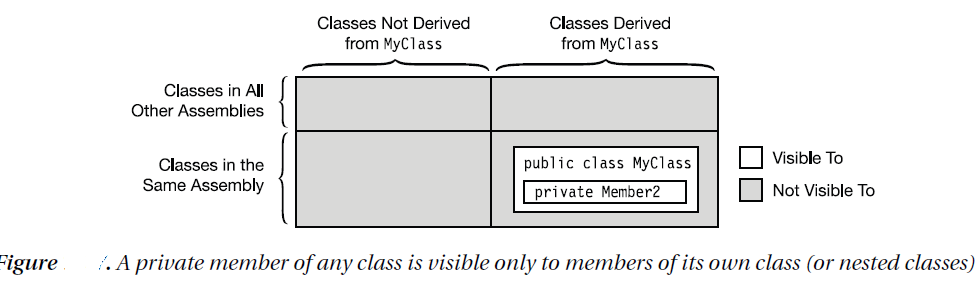 Classes Not Derived
from MyClass
Classes Derived
from MyClass
Classes in All
Other Assemblies
Classes in the
Same Assembly
public class MyClass
private Member2
Visible To
Not Visible To
Figure . A private member of any class is visible only to members of its own class (or nested classes)